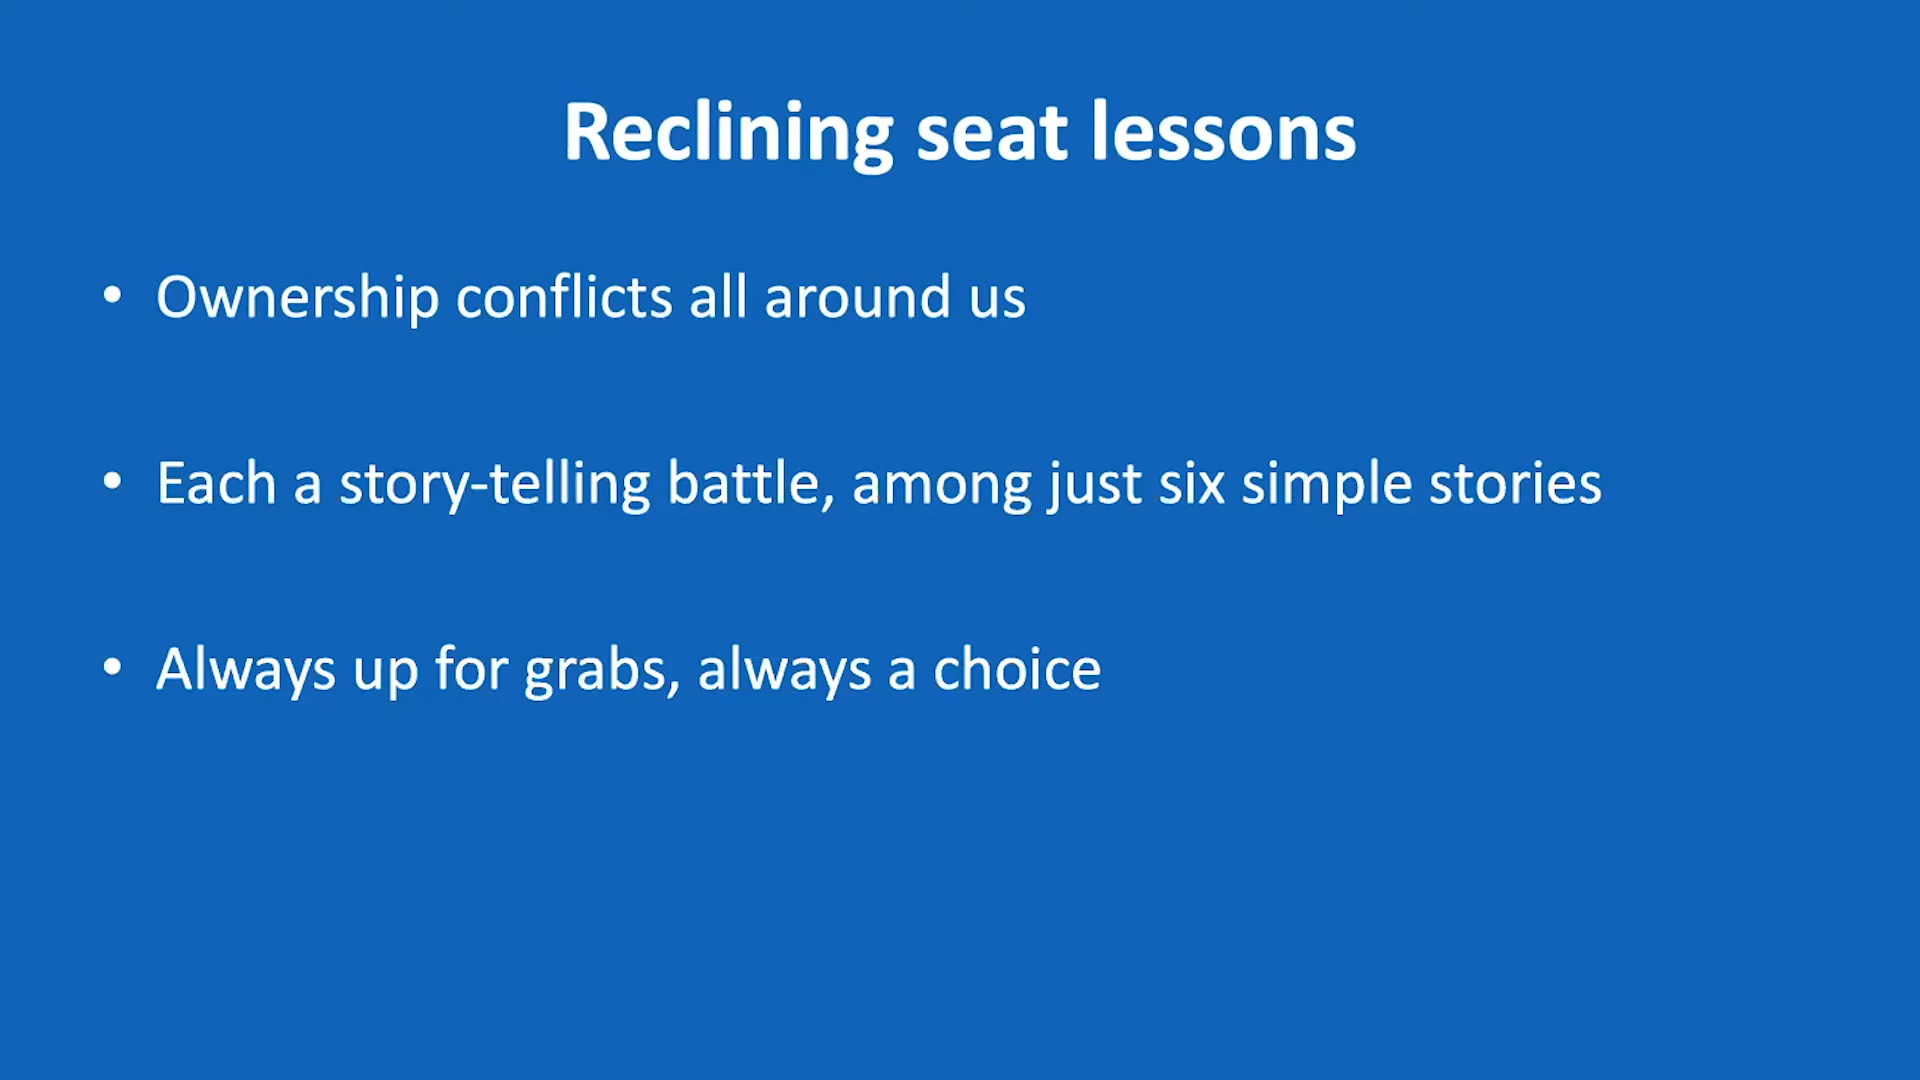 Reclining seat lessons
• Ownership conflicts all around us
• Each a story-telling battle, among just six simple stories
• Always up for grabs, always a choice